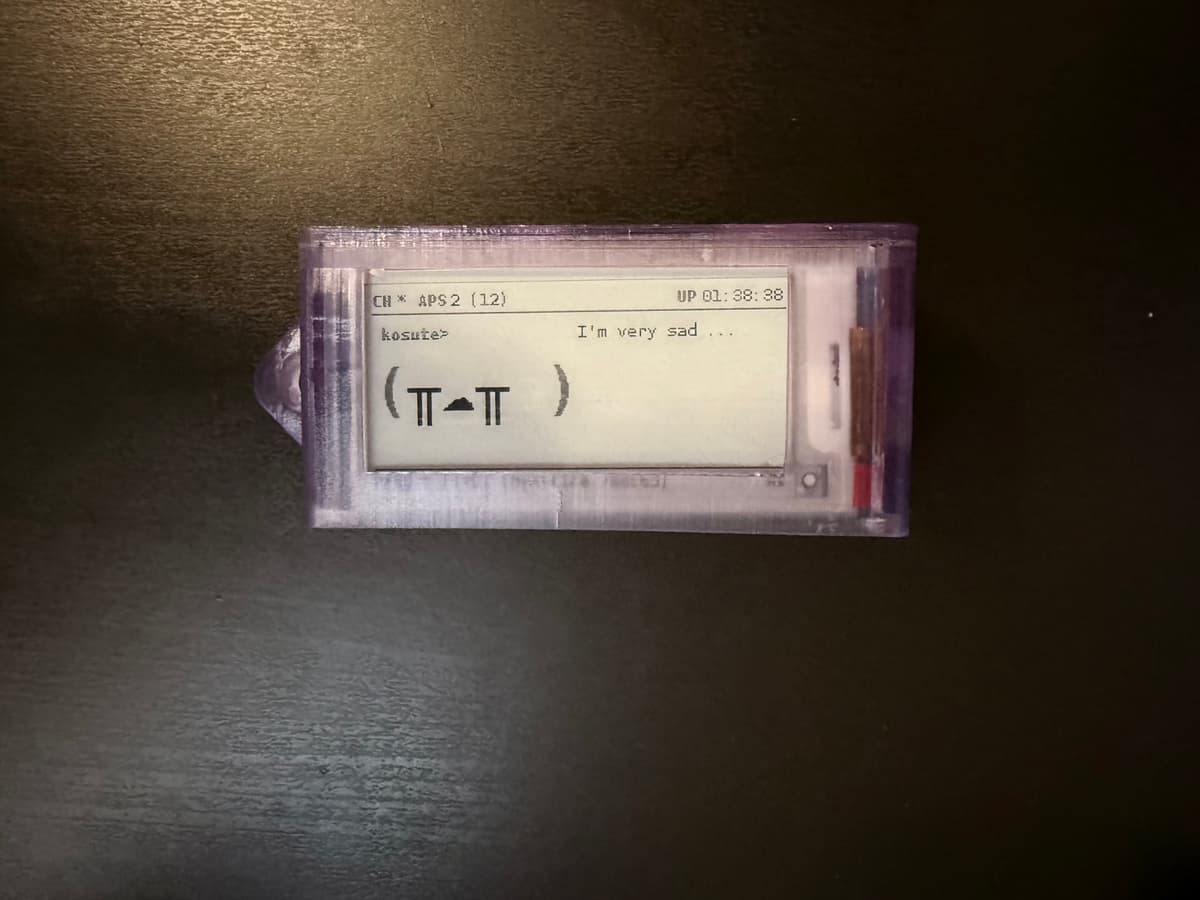 CH * APS 2 (12) UP 01:38:38
kosute> I'm very sad ...
(╥☁╥ )